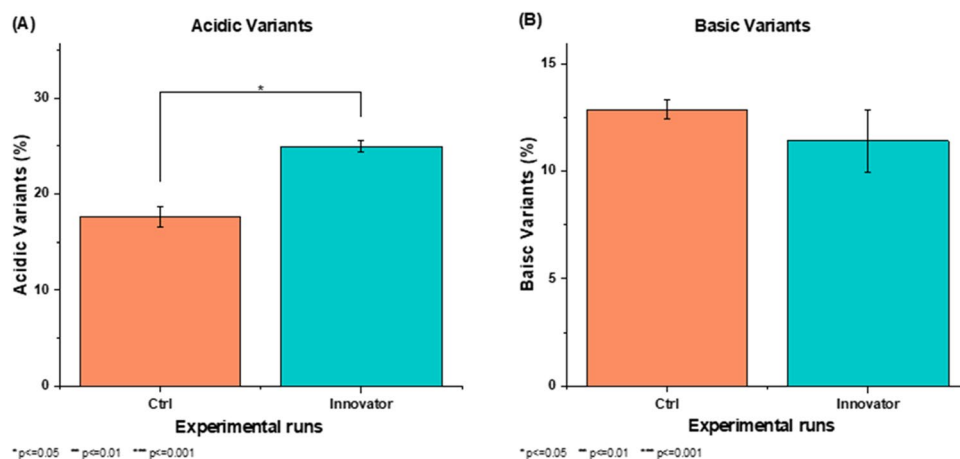 (A)
Acidic Variants
*
30
20
10
0
Acidic Variants (%)
Ctrl
Innovator
Experimental runs
* p<=0.05 ** p<=0.01 *** p<=0.001
(B)
Basic Variants
15
10
5
0
Baisc Variants (%)
Ctrl
Innovator
Experimental runs
* p<=0.05 ** p<=0.01 *** p<=0.001